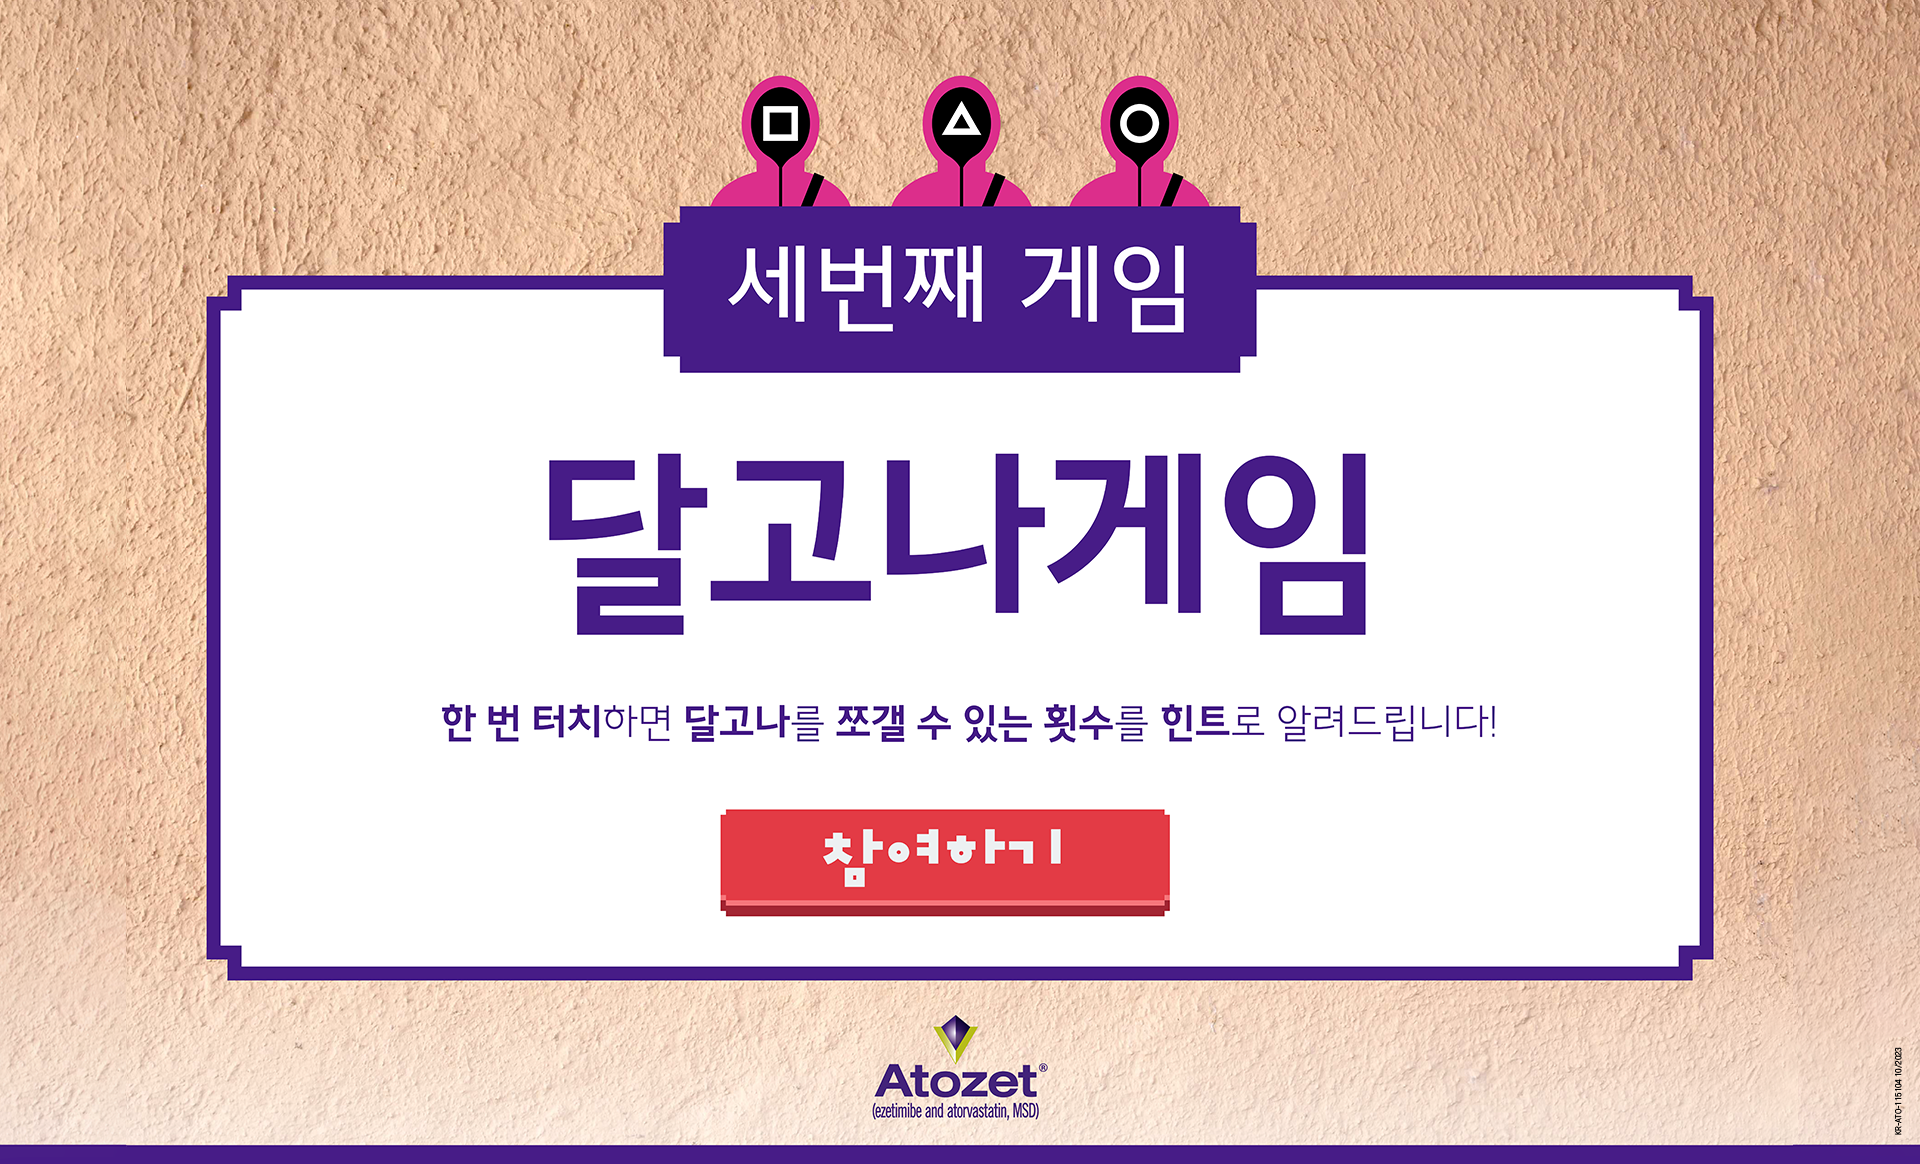 세번째 게임
달고나게임
한 번 터치하면 달고나를 쪼갤 수 있는 횟수를 힌트로 알려드립니다!
참여하기
Atozet®
(ezetimibe and atorvastatin, MSD)
KR-ATO-115104 10/2023